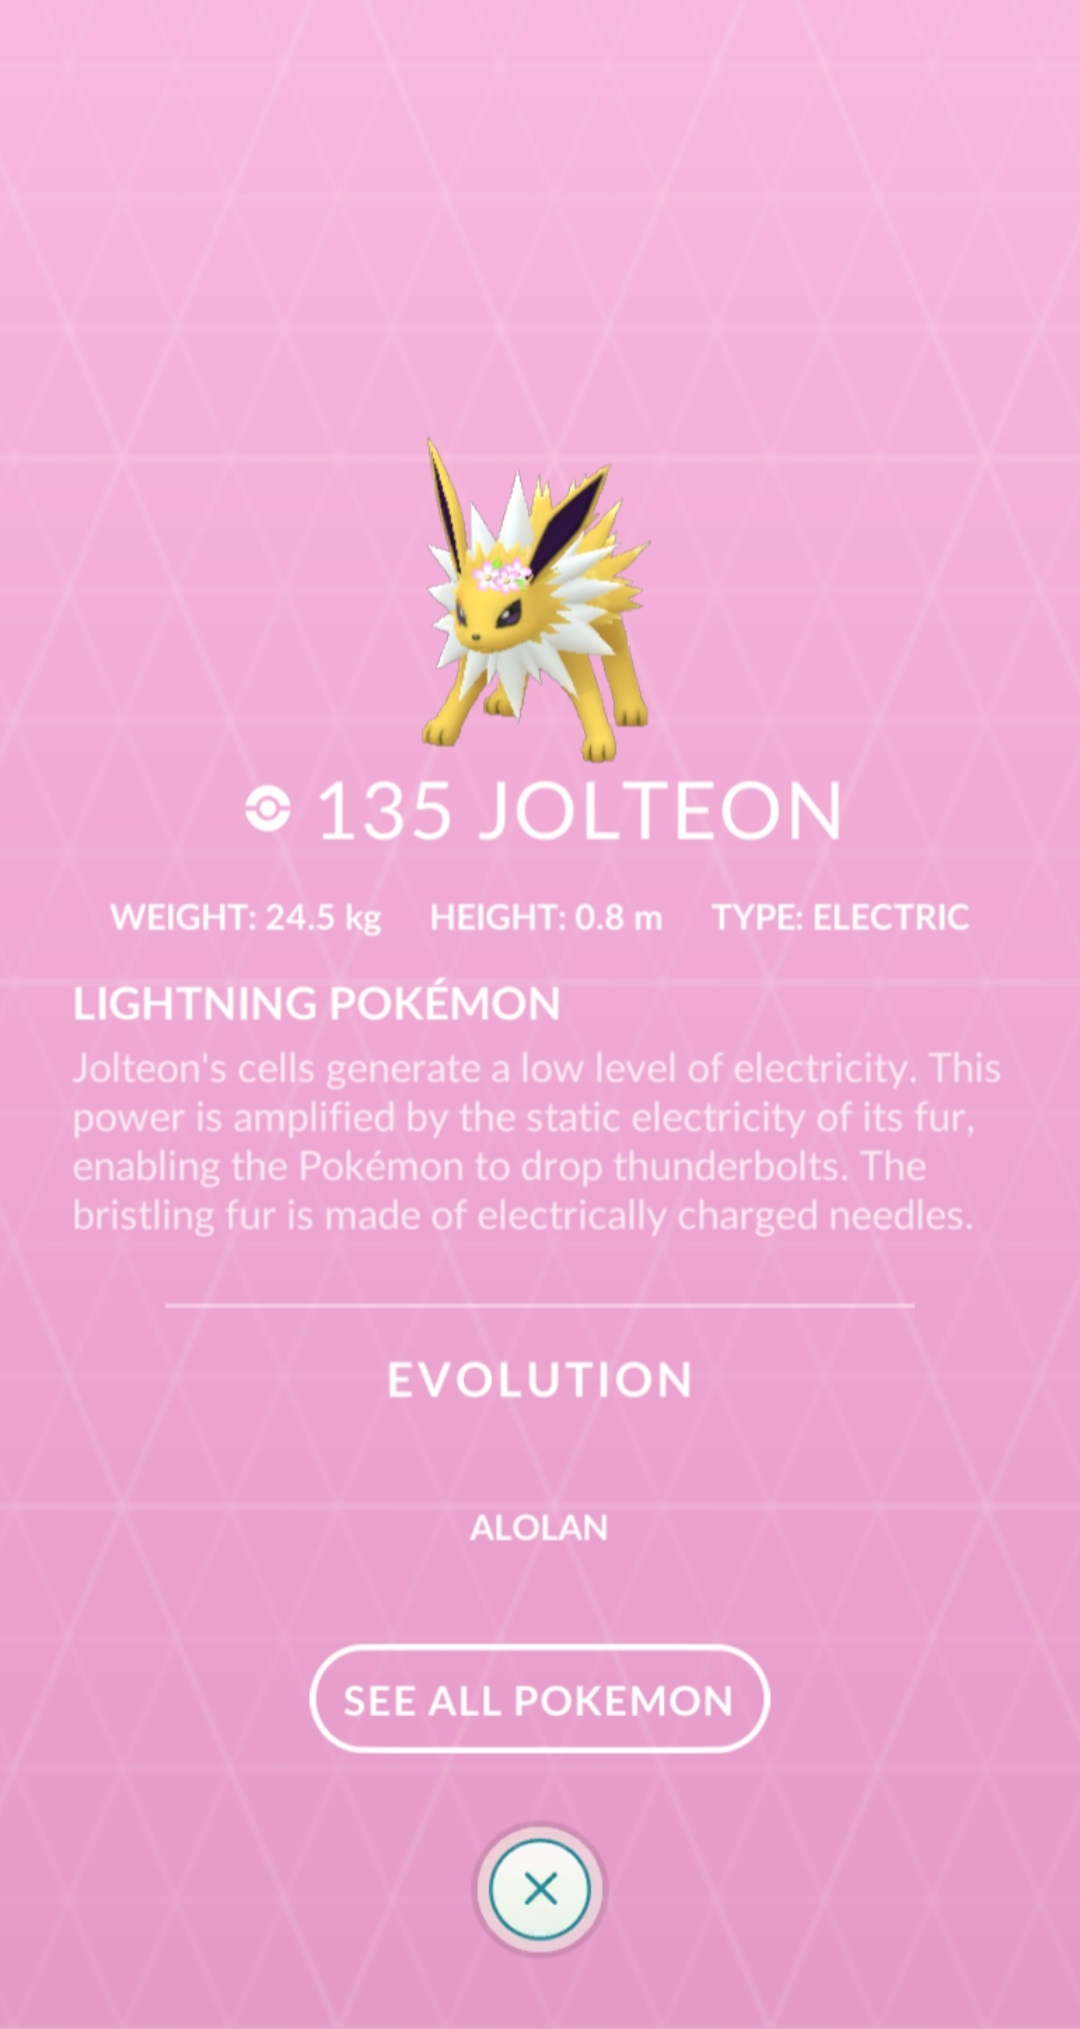 135 JOLTEON
WEIGHT: 24.5 kg HEIGHT: 0.8 m TYPE: ELECTRIC
LIGHTNING POKÉMON
Jolteon's cells generate a low level of electricity. This
power is amplified by the static electricity of its fur,
enabling the Pokémon to drop thunderbolts. The
bristling fur is made of electrically charged needles.
EVOLUTION
ALOLAN
SEE ALL POKEMON